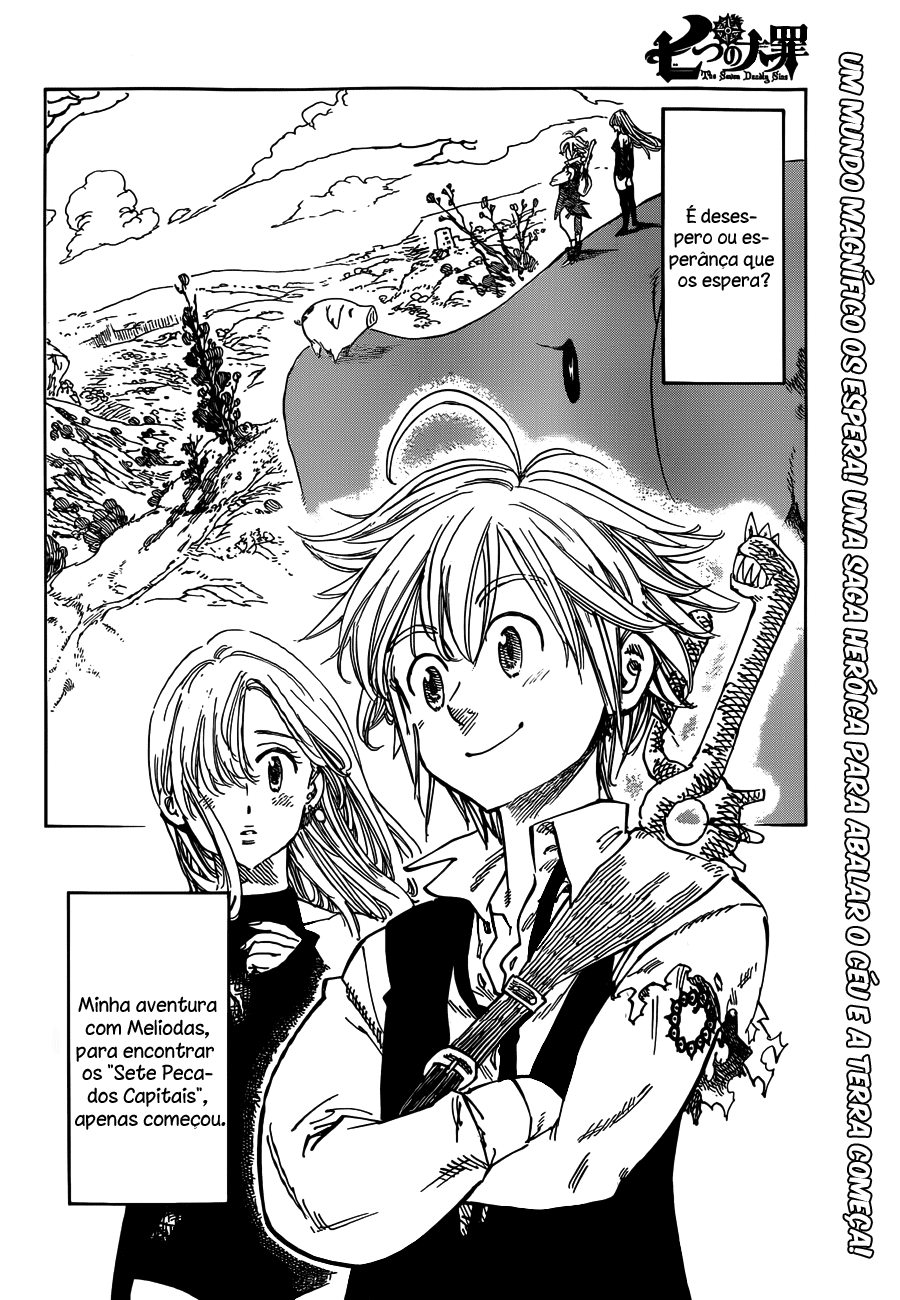 七つの大罪
The Seven Deadly Sins
UM MUNDO MAGNÍFICO OS ESPERA! UMA SAGA HERÓICA PARA ABALAR O CÉU E A TERRA COMEÇA!
É deses-
pero ou es-
perânça que
os espera?
Minha aventura
com Meliodas,
para encontrar
os "Sete Peca-
dos Capitais",
apenas começou.